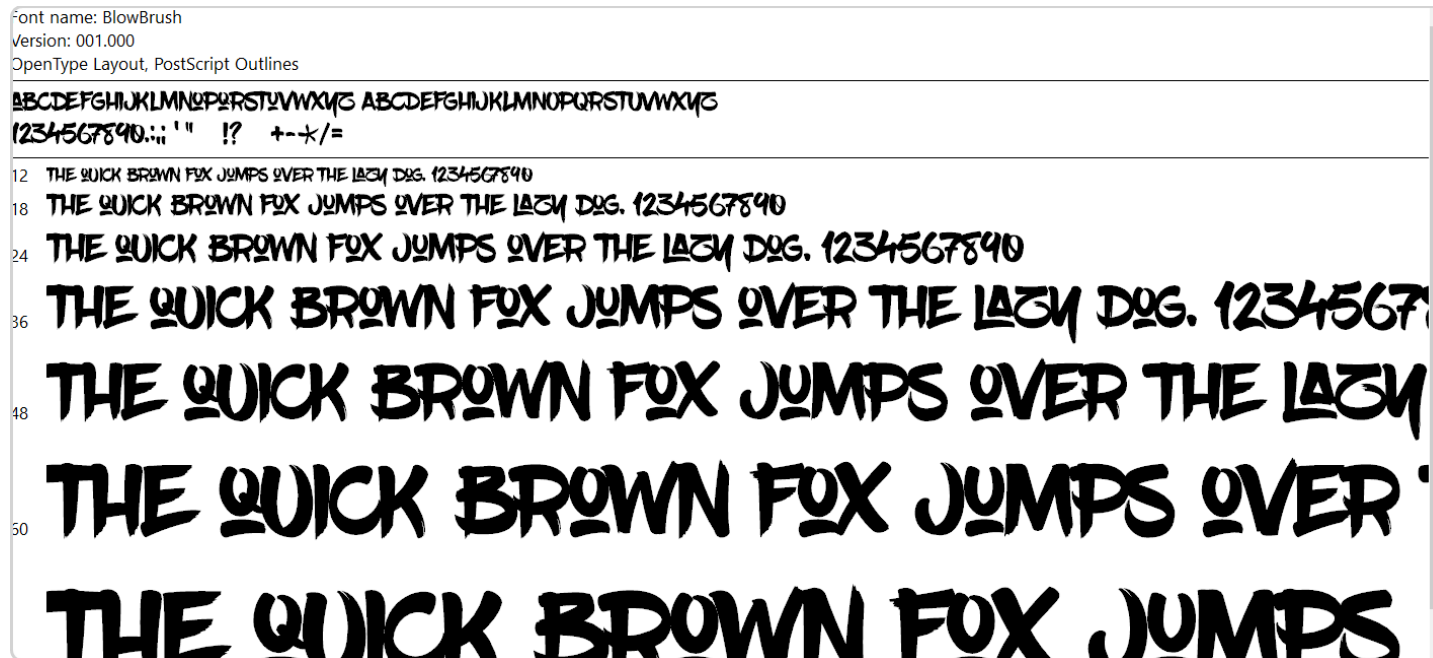 Font name: BlowBrush
Version: 001.000
OpenType Layout, PostScript Outlines
ABCDEFGHIJKLMNOPQRSTUVWXYZ ABCDEFGHIJKLMNOPQRSTUVWXYZ
1234567890.:,; ' " !? +-*/=
12 THE QUICK BROWN FOX JUMPS OVER THE LAZY DOG. 1234567890
18 THE QUICK BROWN FOX JUMPS OVER THE LAZY DOG. 1234567890
24 THE QUICK BROWN FOX JUMPS OVER THE LAZY DOG. 1234567890
36 THE QUICK BROWN FOX JUMPS OVER THE LAZY DOG. 12345678
48 THE QUICK BROWN FOX JUMPS OVER THE LAZY
60 THE QUICK BROWN FOX JUMPS OVER
THE QUICK BROWN FOX JUMPS